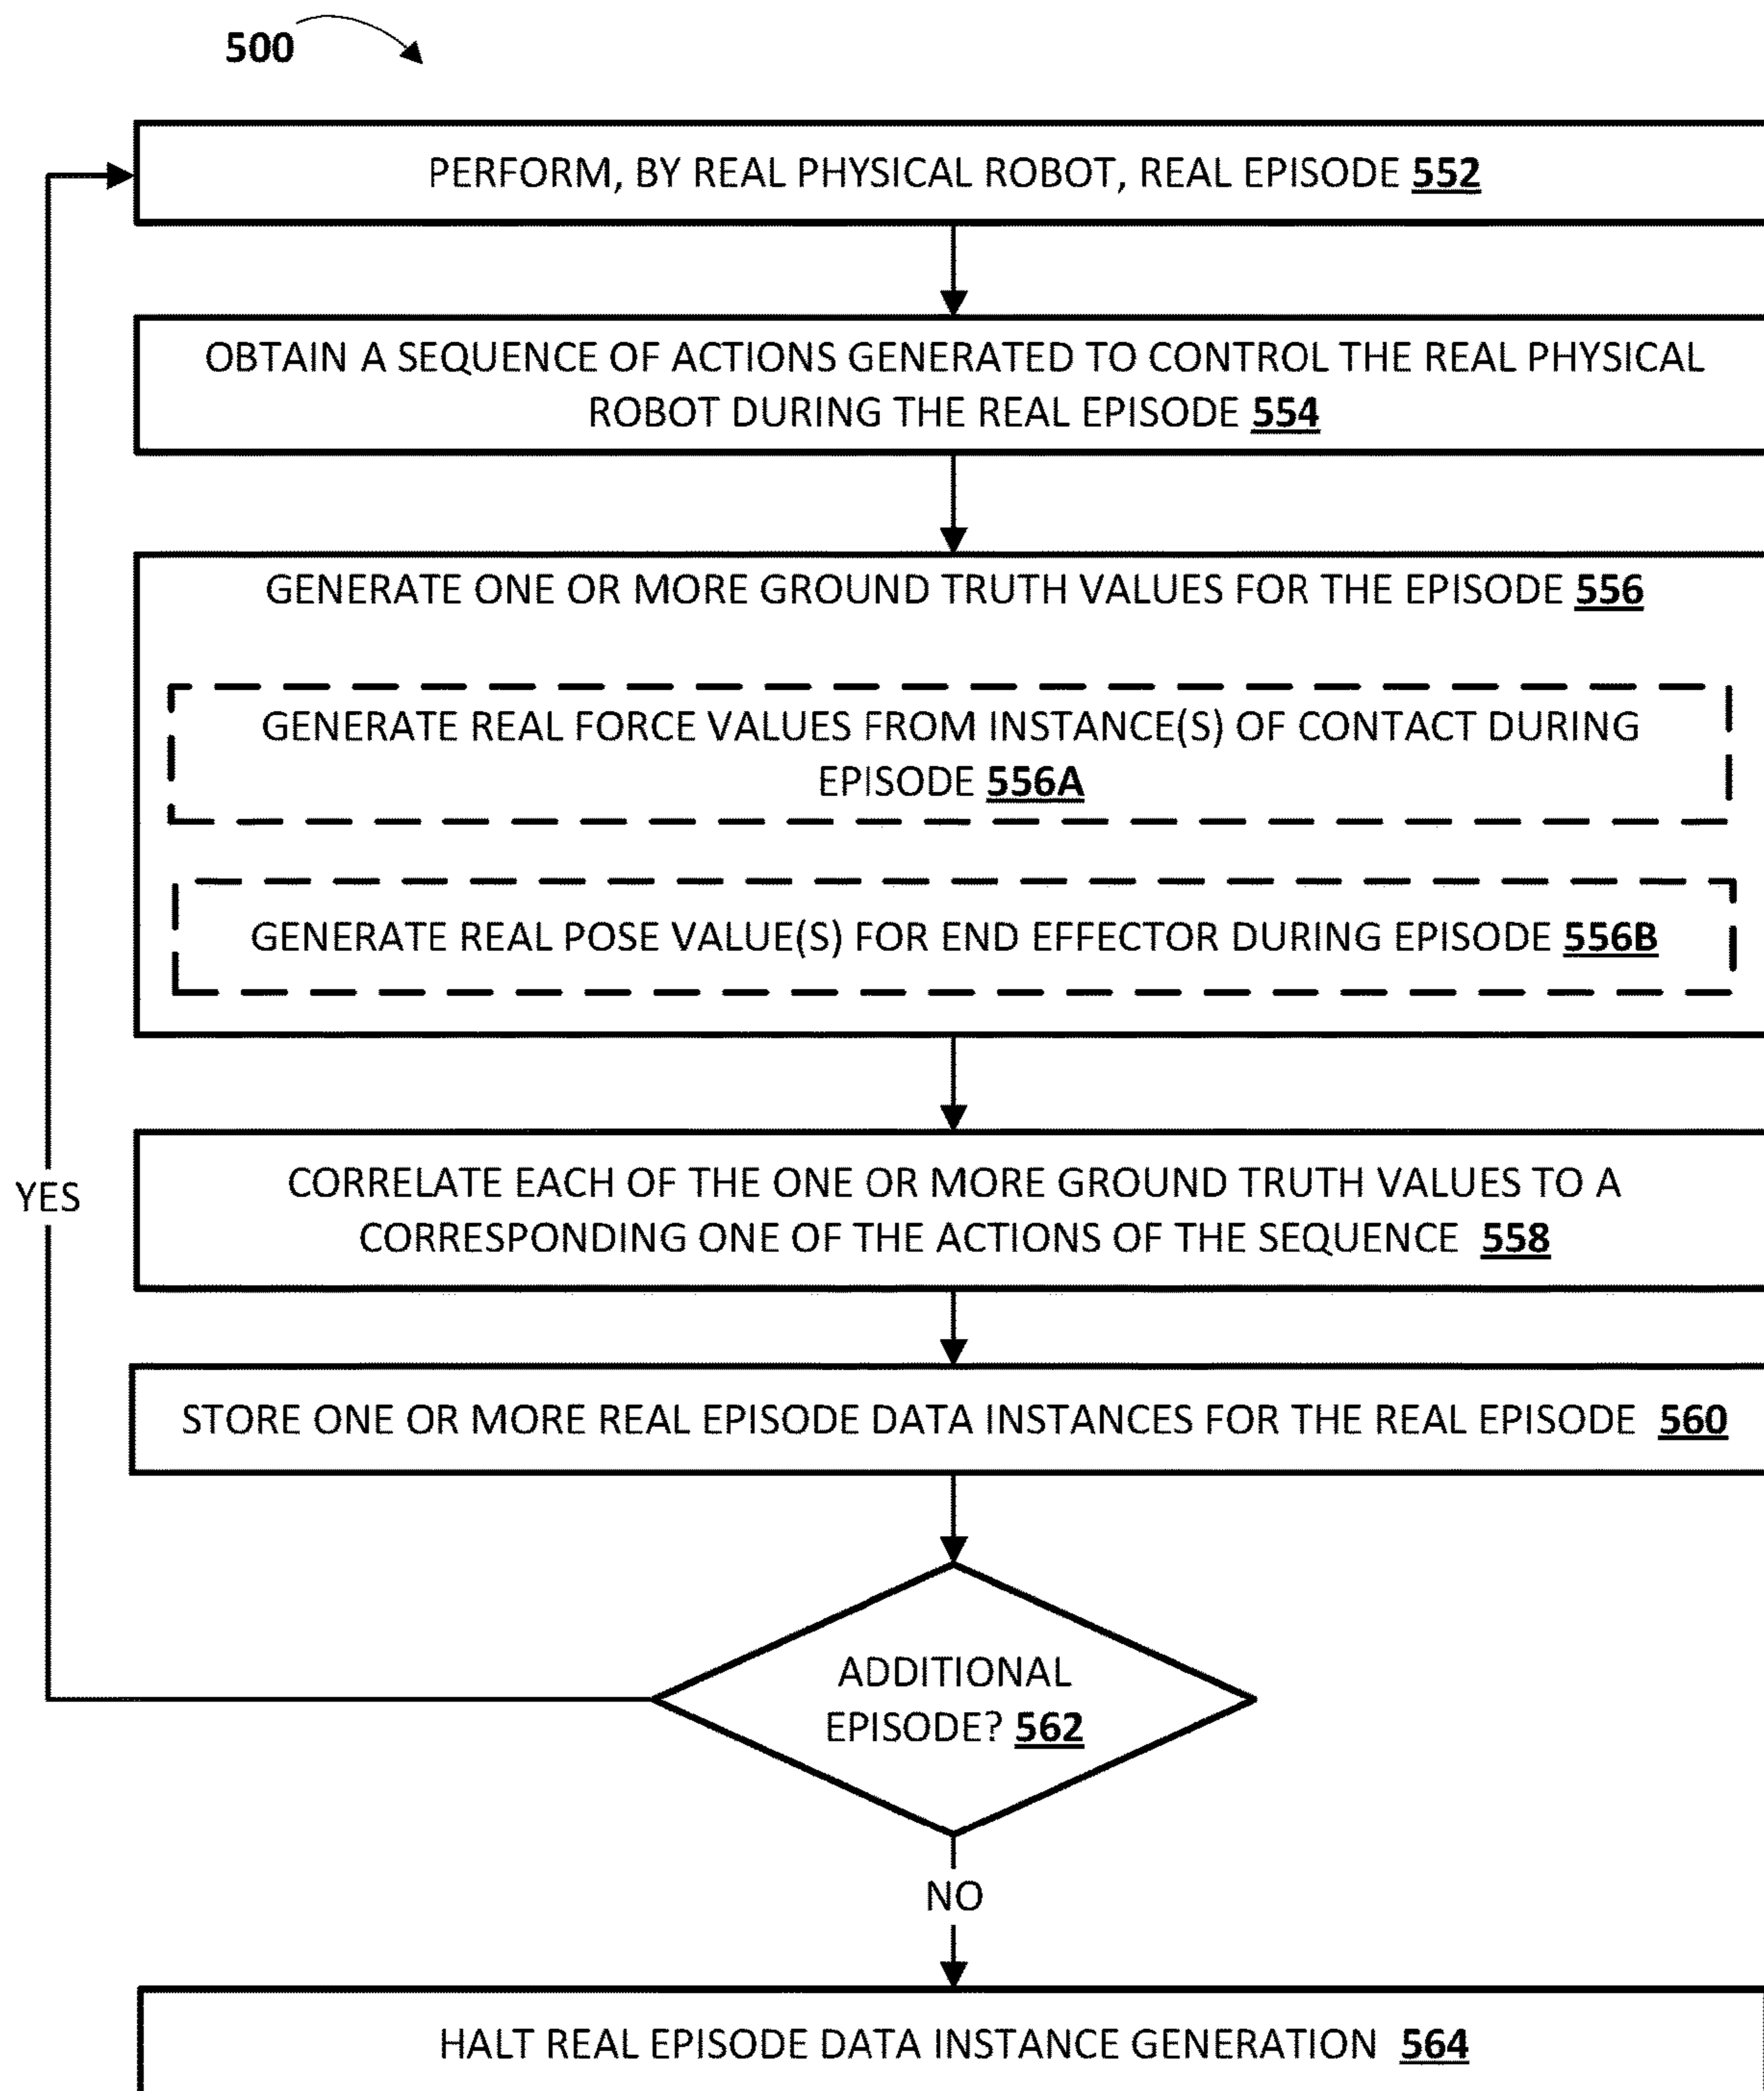 500
PERFORM, BY REAL PHYSICAL ROBOT, REAL EPISODE 552
OBTAIN A SEQUENCE OF ACTIONS GENERATED TO CONTROL THE REAL PHYSICAL
ROBOT DURING THE REAL EPISODE 554
GENERATE ONE OR MORE GROUND TRUTH VALUES FOR THE EPISODE 556
GENERATE REAL FORCE VALUES FROM INSTANCE(S) OF CONTACT DURING
EPISODE 556A
GENERATE REAL POSE VALUE(S) FOR END EFFECTOR DURING EPISODE 556B
CORRELATE EACH OF THE ONE OR MORE GROUND TRUTH VALUES TO A
CORRESPONDING ONE OF THE ACTIONS OF THE SEQUENCE 558
YES
STORE ONE OR MORE REAL EPISODE DATA INSTANCES FOR THE REAL EPISODE 560
ADDITIONAL
EPISODE? 562
NO
HALT REAL EPISODE DATA INSTANCE GENERATION 564